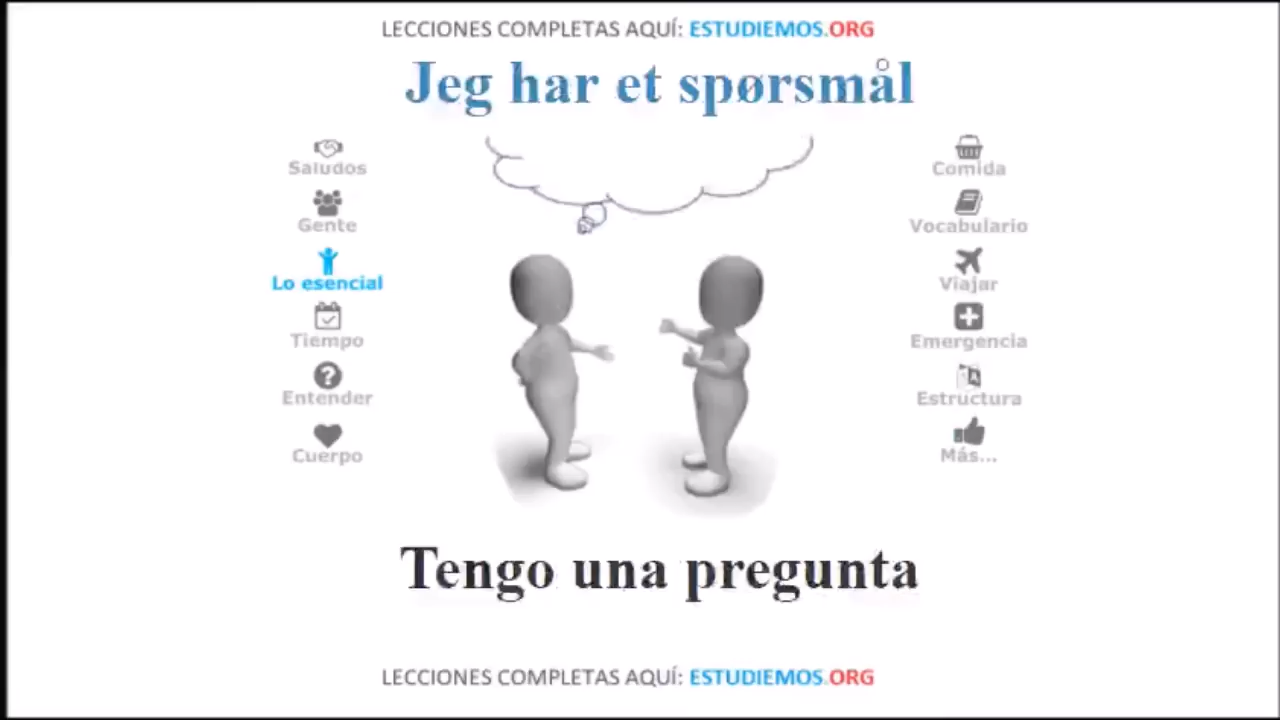 LECCIONES COMPLETAS AQUÍ: ESTUDIEMOS.ORG
Jeg har et spørsmål
Saludos
Gente
Lo esencial
Tiempo
Entender
Cuerpo
Comida
Vocabulario
Viajar
Emergencia
Estructura
Más...
Tengo una pregunta
LECCIONES COMPLETAS AQUÍ: ESTUDIEMOS.ORG